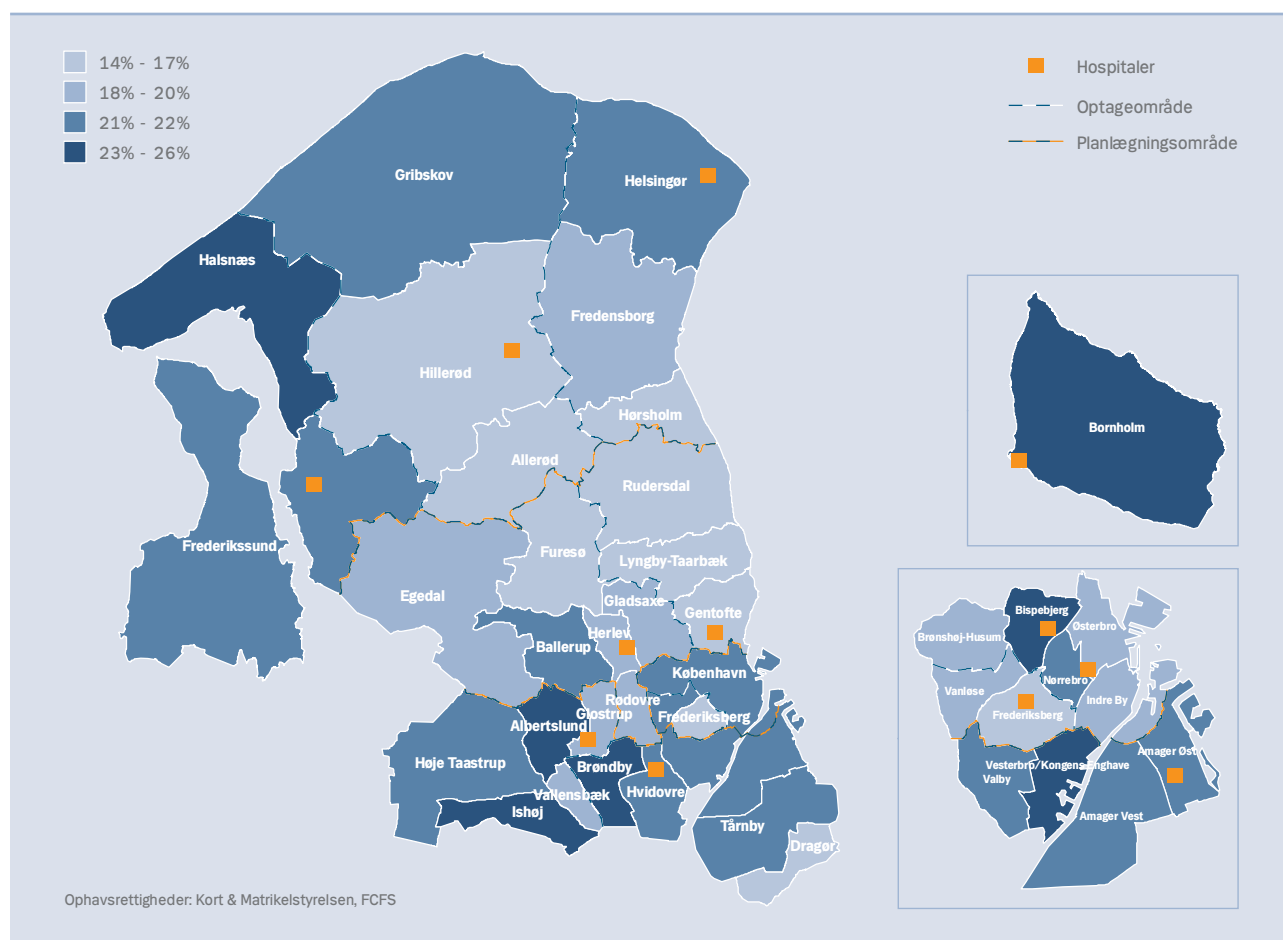 14% - 17%
18% - 20%
21% - 22%
23% - 26%
Hospitaler
Optageområde
Planlægningsområde
Gribskov
Helsingør
Halsnæs
Fredensborg
Hillerød
Hørsholm
Allerød
Rudersdal
Frederikssund
Furesø
Lyngby-Taarbæk
Egedal
Gladsaxe
Gentofte
Herlev
Ballerup
København
Rødovre
Glostrup
Frederiksberg
Albertslund
Høje Taastrup
Brøndby
Vallensbæk
Hvidovre
Ishøj
Tårnby
Dragør
Bornholm
Bispebjerg
Østerbro
Brønshøj-Husum
Nørrebro
Vanløse
Indre By
Frederiksberg
Amager Øst
Vesterbro/Kongens Enghave
Valby
Amager Vest
Ophavsrettigheder: Kort & Matrikelstyrelsen, FCFS